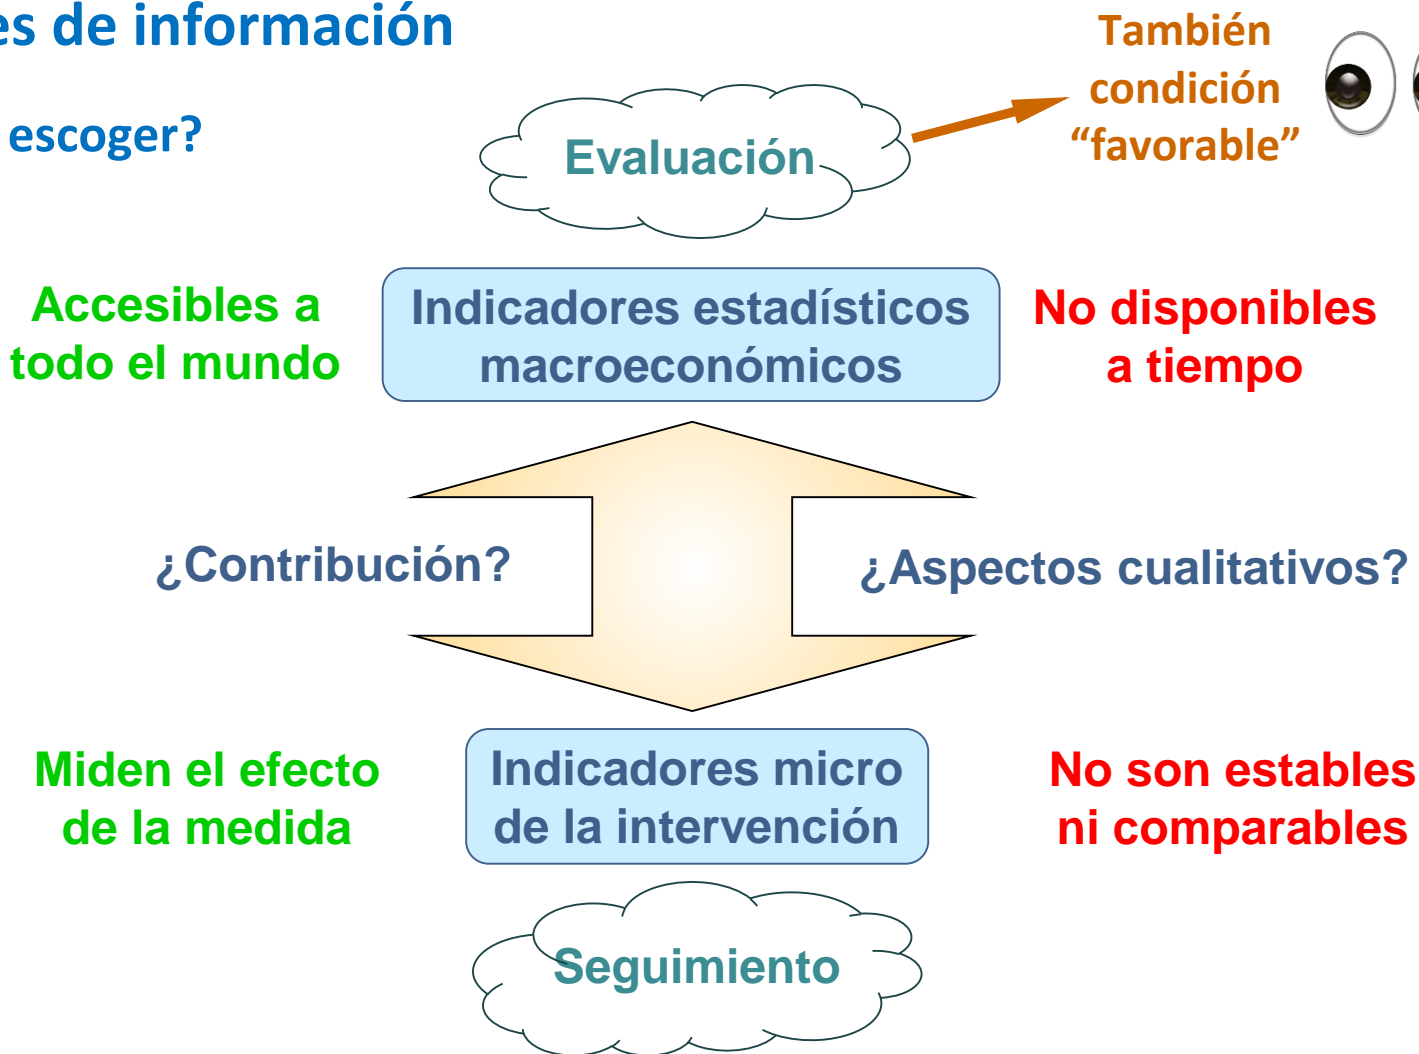 es de información
escoger?
También
condición
“favorable”
Evaluación
Accesibles a
todo el mundo
Indicadores estadísticos
macroeconómicos
No disponibles
a tiempo
¿Contribución?
¿Aspectos cualitativos?
Miden el efecto
de la medida
Indicadores micro
de la intervención
No son estables
ni comparables
Seguimiento